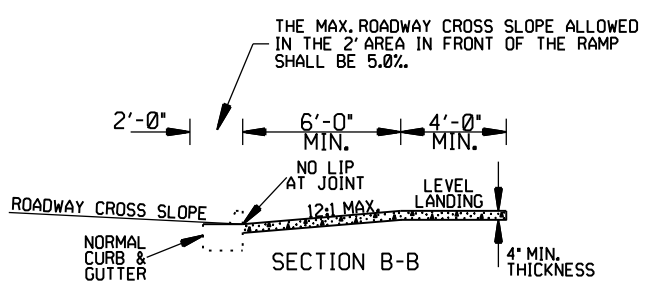 THE MAX. ROADWAY CROSS SLOPE ALLOWED
IN THE 2' AREA IN FRONT OF THE RAMP
SHALL BE 5.0%.
2'-0"
6'-0"
MIN.
4'-0"
MIN.
NO LIP
AT JOINT
LEVEL
LANDING
ROADWAY CROSS SLOPE
12:1 MAX.
NORMAL
CURB &
GUTTER
SECTION B-B
4" MIN.
THICKNESS